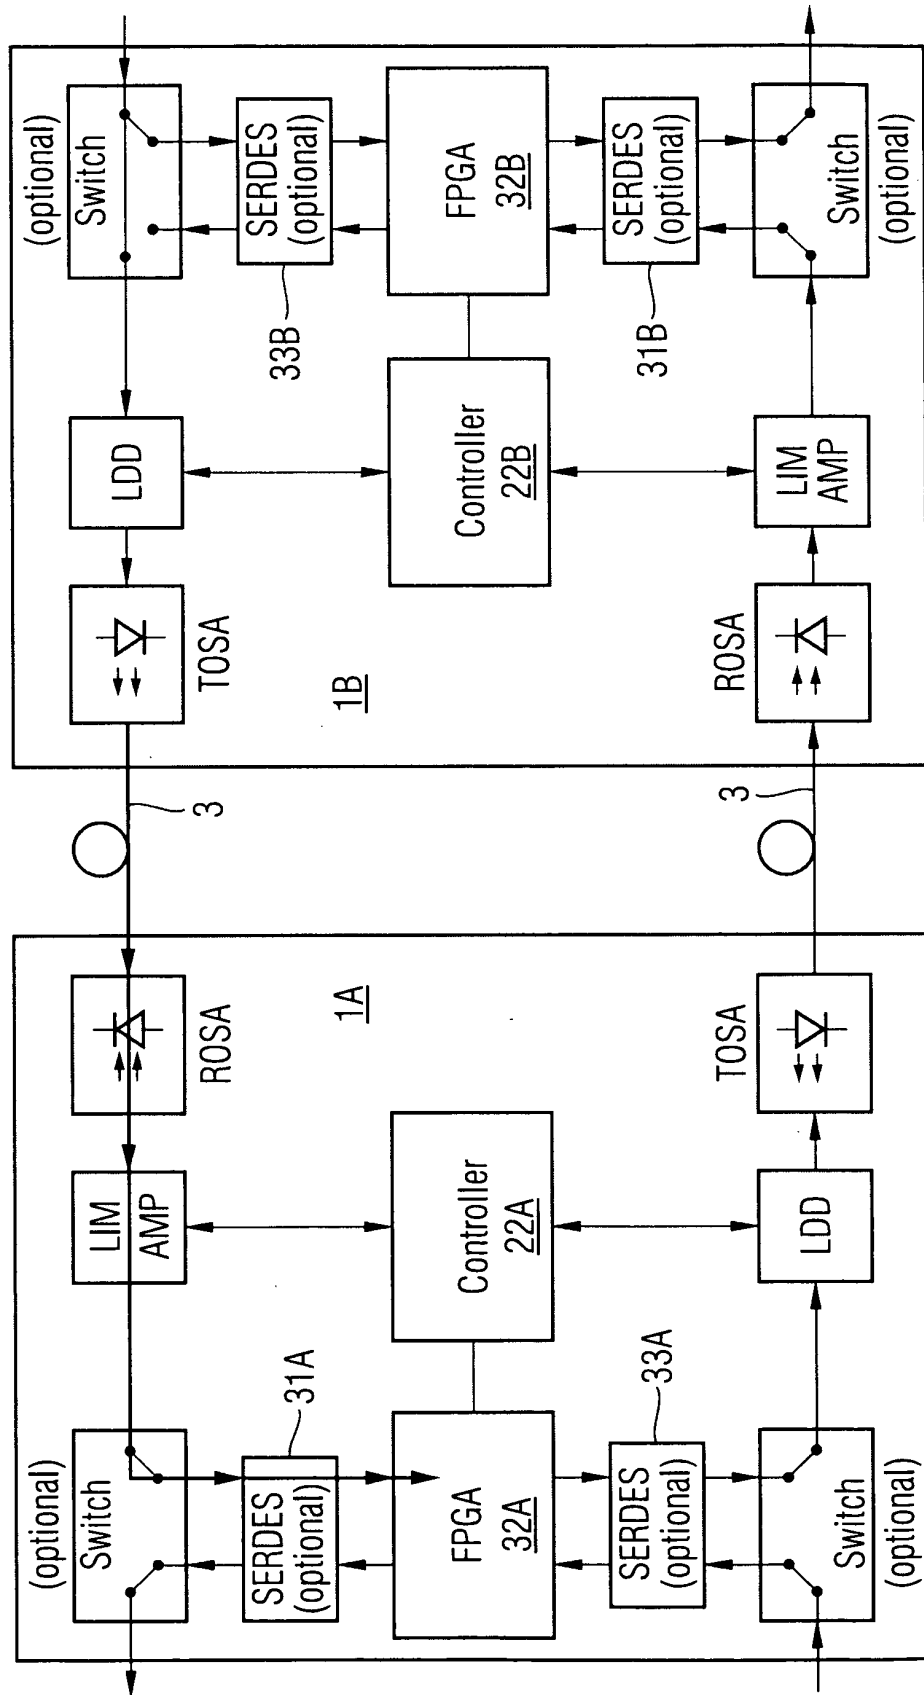 (optional)
Switch
LIM
AMP
ROSA
31A
SERDES
(optional)
1A
FPGA
32A
Controller
22A
SERDES
(optional)
33A
Switch
(optional)
LDD
TOSA
3
3
TOSA
LDD
(optional)
Switch
1B
33B
SERDES
(optional)
Controller
22B
FPGA
32B
31B
SERDES
(optional)
ROSA
LIM
AMP
Switch
(optional)